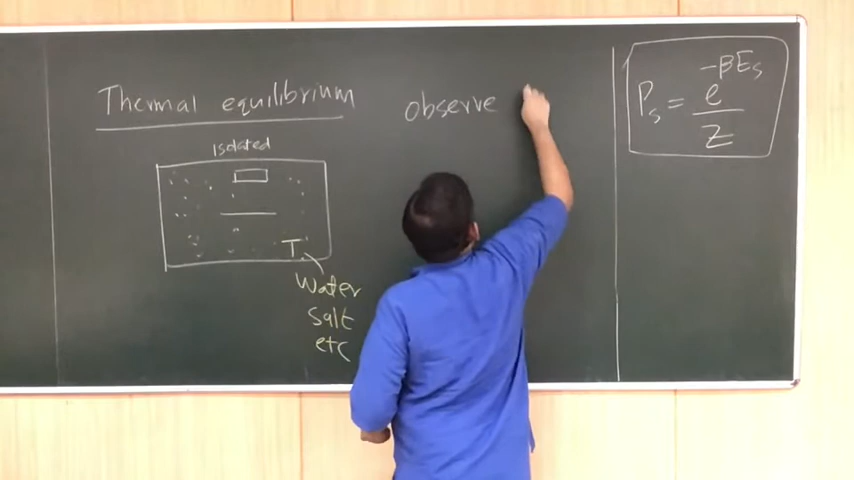 Thermal equilibrium
observe
isolated
T
Water
Salt
etc
P_s = e^{-βE_s} / Z